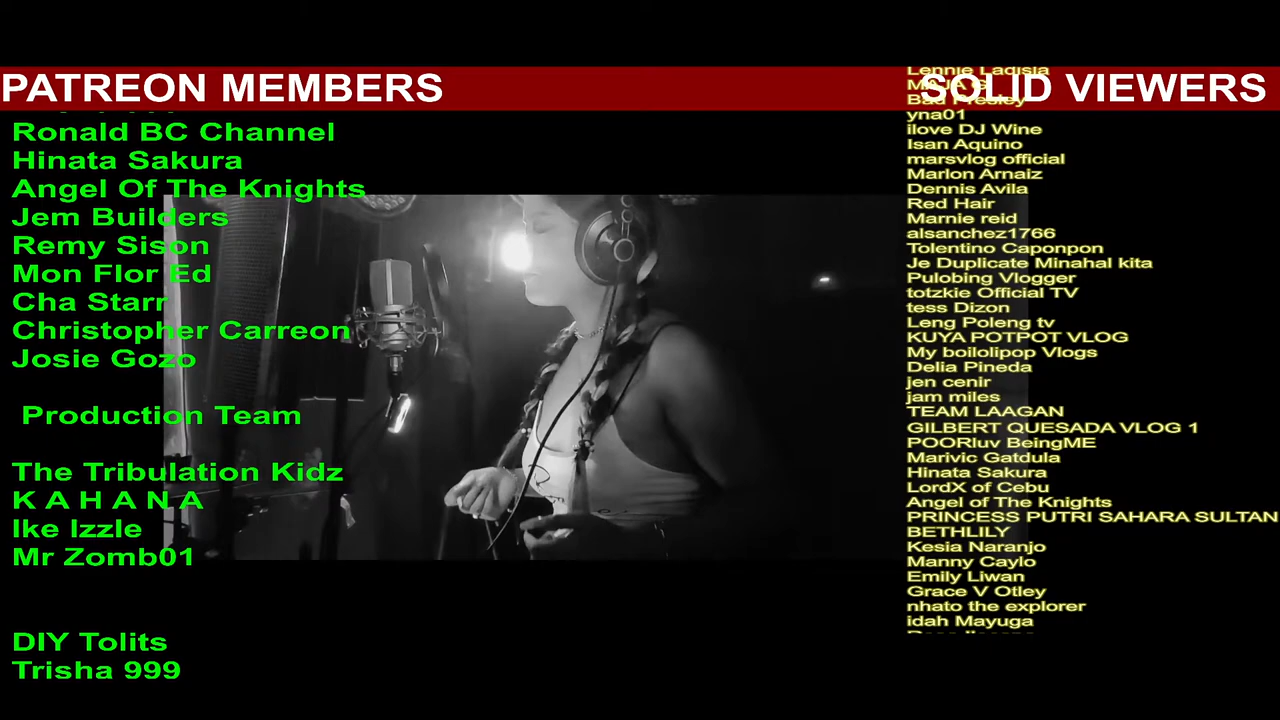 PATREON MEMBERS
Ronald BC Channel
Hinata Sakura
Angel Of The Knights
Jem Builders
Remy Sison
Mon Flor Ed
Cha Starr
Christopher Carreon
Josie Gozo
Production Team
The Tribulation Kidz
K A H A N A
Ike Izzle
Mr Zomb01
DIY Tolits
Trisha 999
SOLID VIEWERS
Lennie Ladisla
Bad Presley
yna01
ilove DJ Wine
Isan Aquino
marsvlog official
Marlon Arnaiz
Dennis Avila
Red Hair
Marnie reid
alsanchez1766
Tolentino Caponpon
Je Duplicate Minahal kita
Pulobing Vlogger
totzkie Official TV
tess Dizon
Leng Poleng tv
KUYA POTPOT VLOG
My boilolipop Vlogs
Delia Pineda
jen cenir
jam miles
TEAM LAAGAN
GILBERT QUESADA VLOG 1
POORluv BeingME
Marivic Gatdula
Hinata Sakura
LordX of Cebu
Angel of The Knights
PRINCESS PUTRI SAHARA SULTAN
BETHLILY
Kesia Naranjo
Manny Caylo
Emily Liwan
Grace V Otley
nhato the explorer
idah Mayuga